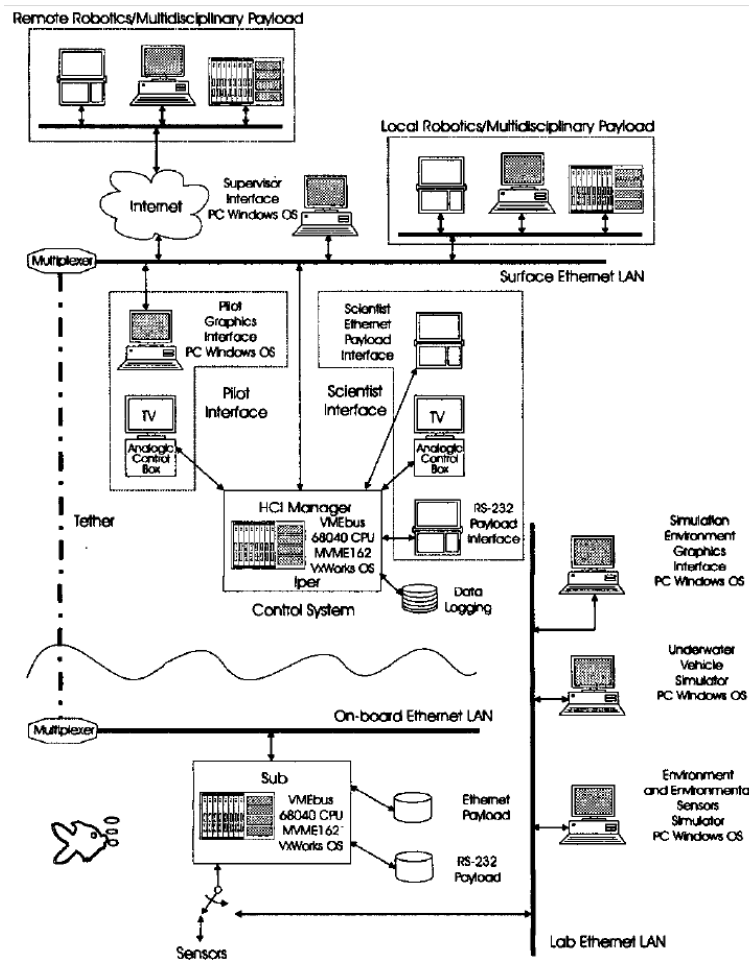 Remote Robotics/Multidisciplinary Payload
Local Robotics/Multidisciplinary Payload
Internet
Supervisor
Interface
PC Windows OS
Multiplexer
Surface Ethernet LAN
Pilot
Graphics
Interface
PC Windows OS
Scientist
Ethernet
Payload
Interface
Pilot
Interface
Scientist
Interface
TV
Analogic
Control
Box
TV
Analogic
Control
Box
Tether
HCI Manager
VMEbus
68040 CPU
MVME162
VxWorks OS
Iper
Control System
RS-232
Payload
Interface
Data
Logging
Simulation
Environment
Graphics
Interface
PC Windows OS
Underwater
Vehicle
Simulator
PC Windows OS
On-board Ethernet LAN
Multiplexer
Sub
VMEbus
68040 CPU
MVME162
VxWorks OS
Ethernet
Payload
RS-232
Payload
Environment
and Environmental
Sensors
Simulator
PC Windows OS
Sensors
Lab Ethernet LAN